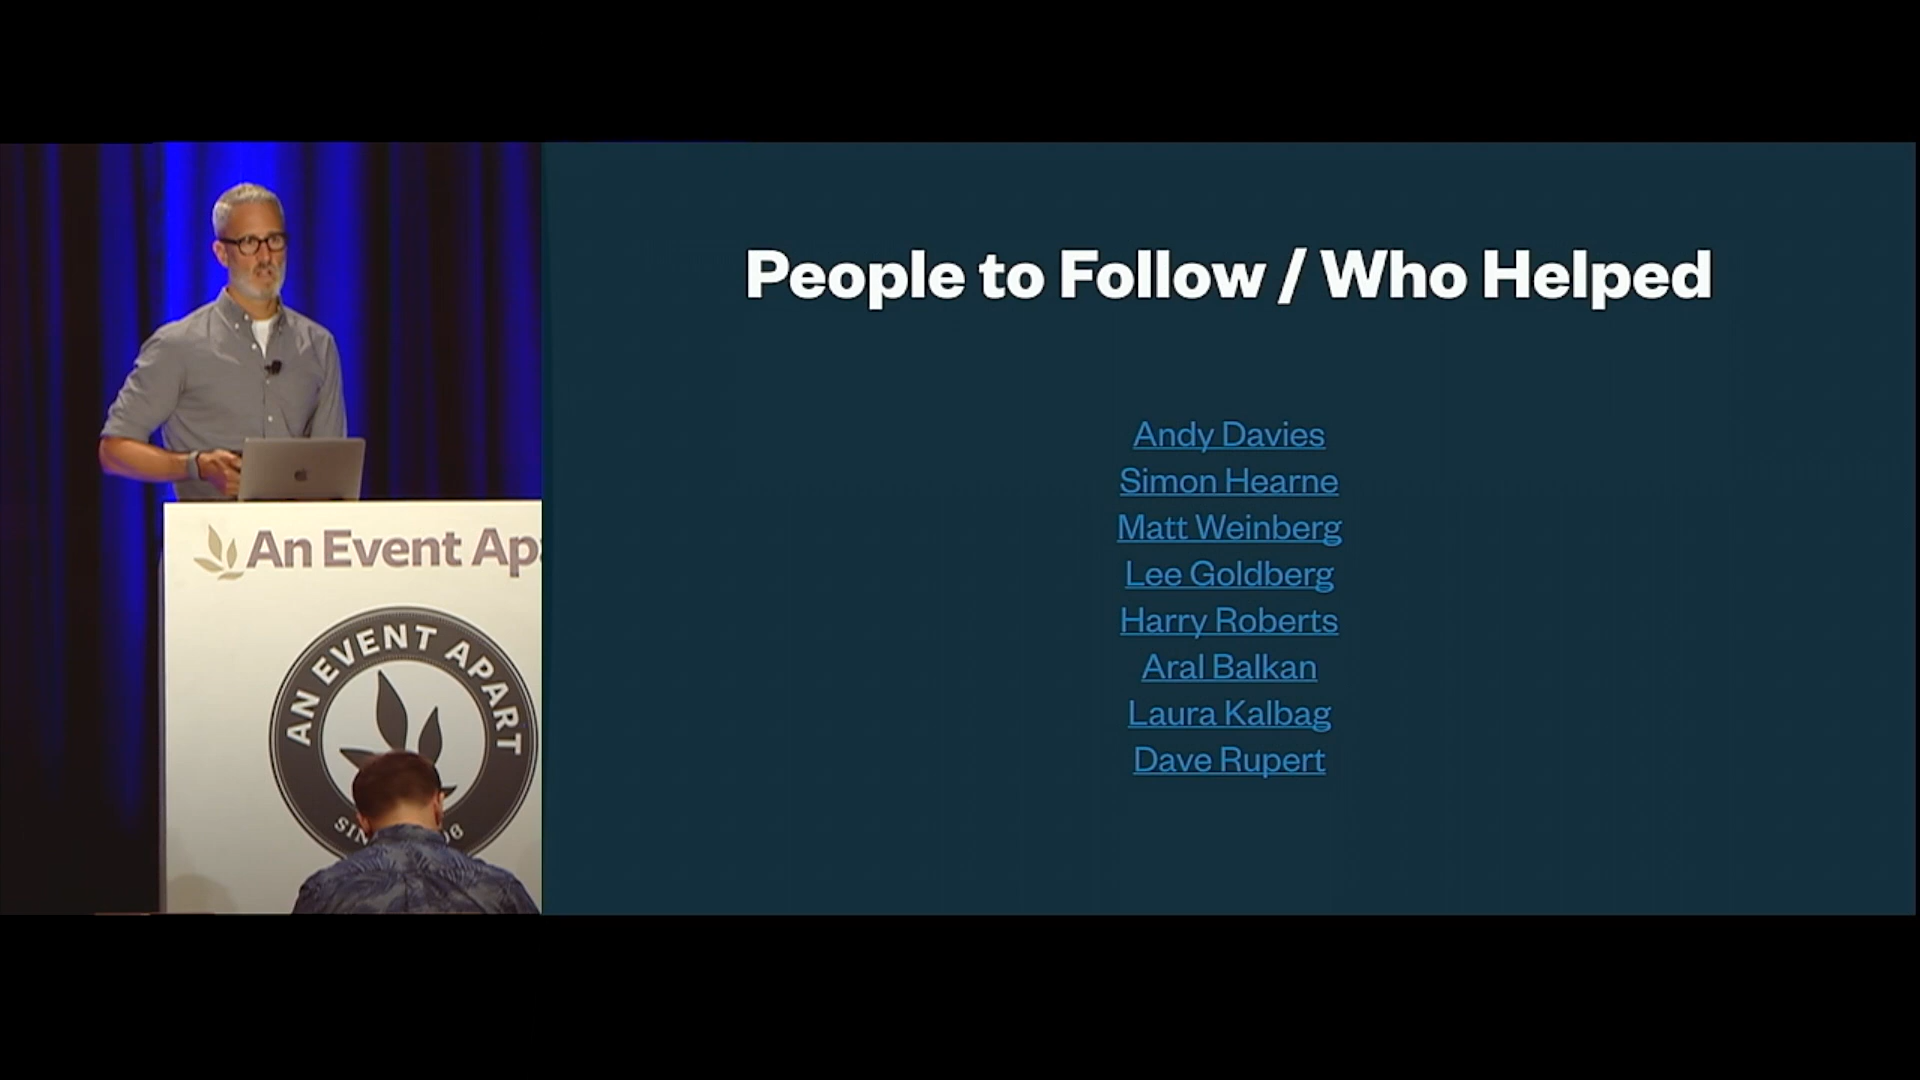 People to Follow / Who Helped
Andy Davies
Simon Hearne
Matt Weinberg
Lee Goldberg
Harry Roberts
Aral Balkan
Laura Kalbag
Dave Rupert
An Event
AN EVENT APART